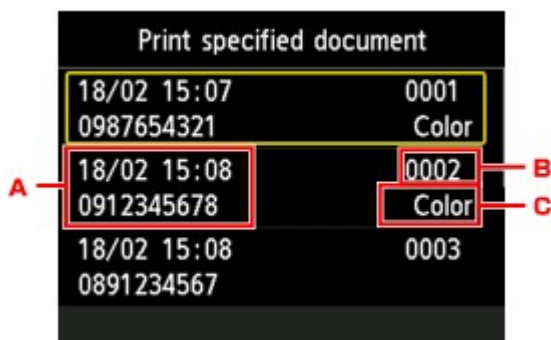 Print specified document
18/02 15:07 0001
0987654321 Color
18/02 15:08 0002
0912345678 Color
18/02 15:08 0003
0891234567
A
B
C